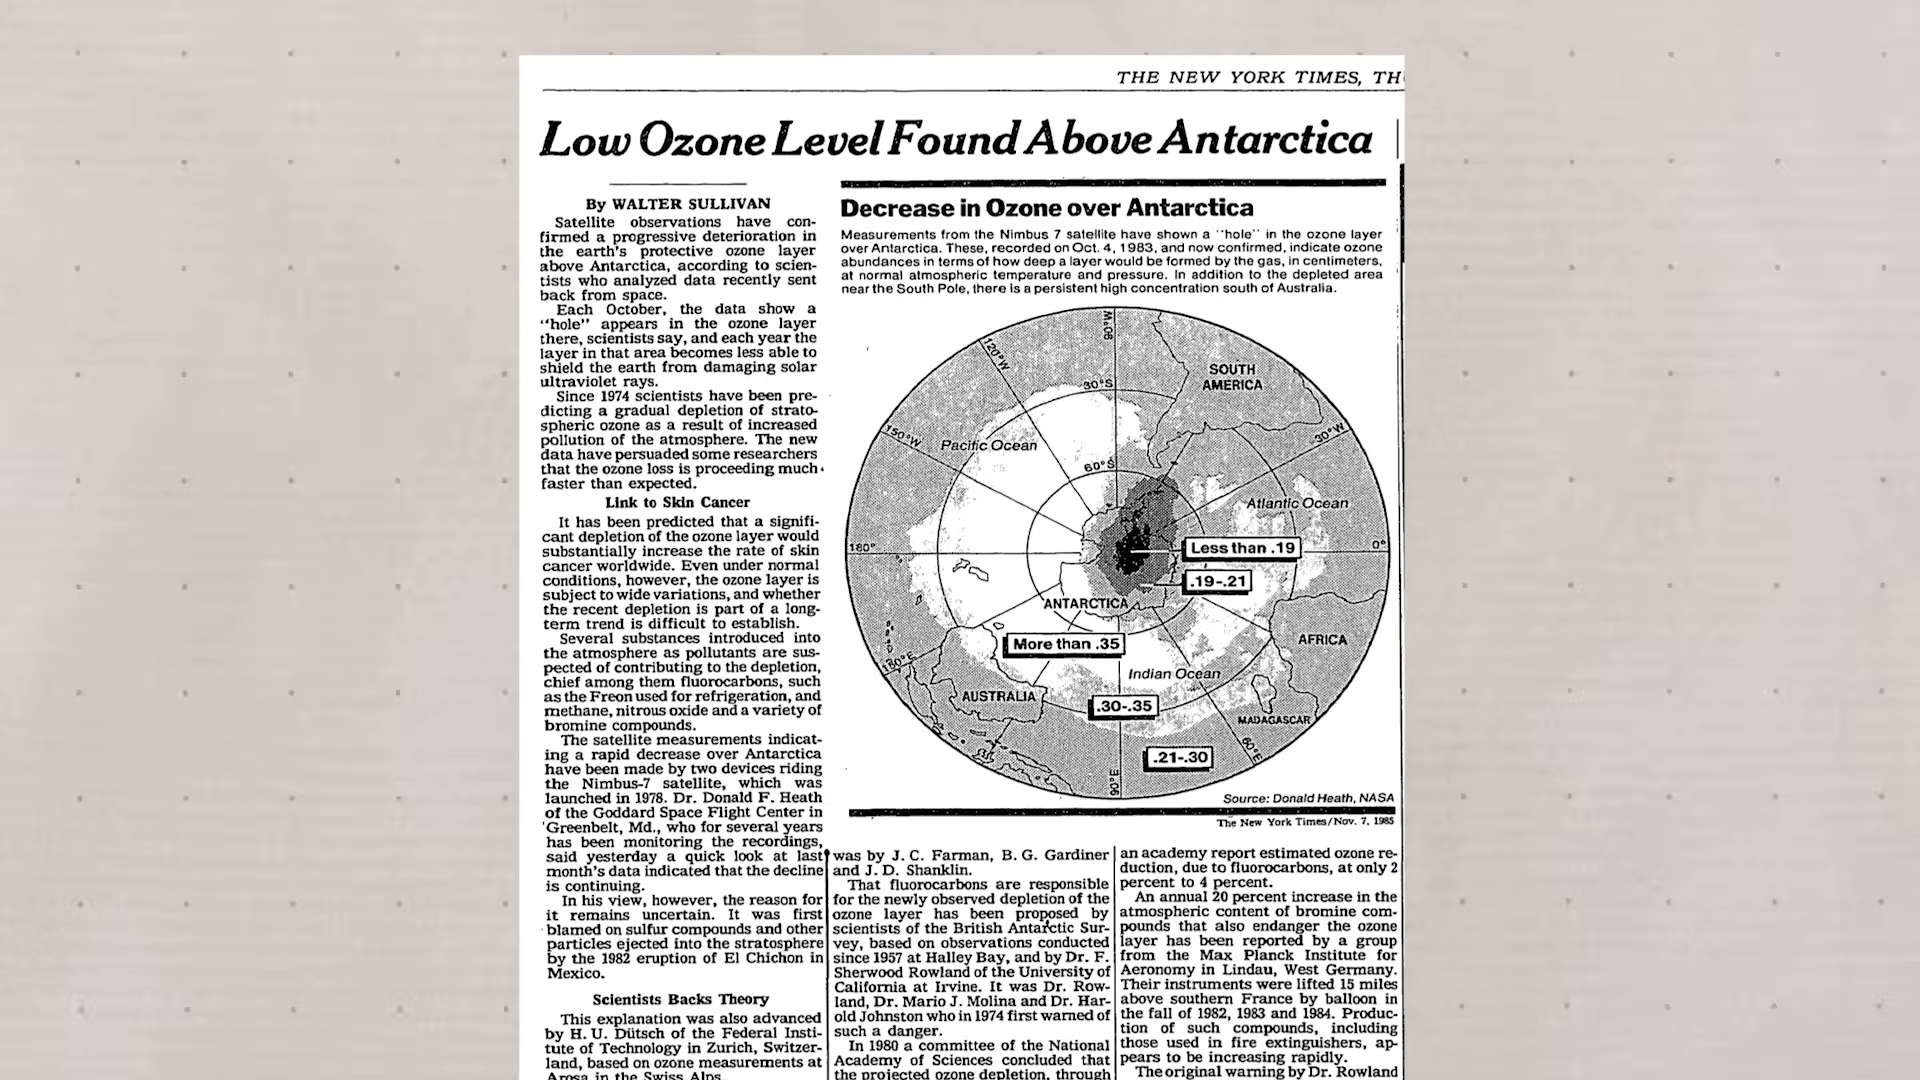 THE NEW YORK TIMES, TH
Low Ozone Level Found Above Antarctica
By WALTER SULLIVAN
Satellite observations have con-
firmed a progressive deterioration in
the earth's protective ozone layer
above Antarctica, according to scien-
tists who analyzed data recently sent
back from space.
Each October, the data show a
"hole" appears in the ozone layer
there, scientists say, and each year the
layer in that area becomes less able to
shield the earth from damaging solar
ultraviolet rays.
Since 1974 scientists have been pre-
dicting a gradual depletion of strato-
spheric ozone as a result of increased
pollution of the atmosphere. The new
data have persuaded some researchers
that the ozone loss is proceeding much
faster than expected.
Link to Skin Cancer
It has been predicted that a signifi-
cant depletion of the ozone layer would
substantially increase the rate of skin
cancer worldwide. Even under normal
conditions, however, the ozone layer is
subject to wide variations, and whether
the recent depletion is part of a long-
term trend is difficult to establish.
Several substances introduced into
the atmosphere as pollutants are sus-
pected of contributing to the depletion,
chief among them fluorocarbons, such
as the Freon used for refrigeration, and
methane, nitrous oxide and a variety of
bromine compounds.
The satellite measurements indicat-
ing a rapid decrease over Antarctica
have been made by two devices riding
the Nimbus-7 satellite, which was
launched in 1978. Dr. Donald F. Heath
of the Goddard Space Flight Center in
Greenbelt, Md., who for several years
has been monitoring the recordings,
said yesterday a quick look at last
month's data indicated that the decline
is continuing.
In his view, however, the reason for
it remains uncertain. It was first
blamed on sulfur compounds and other
particles ejected into the stratosphere
by the 1982 eruption of El Chichon in
Mexico.
Scientists Backs Theory
This explanation was also advanced
by H. U. Dütsch of the Federal Insti-
tute of Technology in Zurich, Switzer-
land, based on ozone measurements at
Arosa in the Swiss Alps.
Decrease in Ozone over Antarctica
Measurements from the Nimbus 7 satellite have shown a "hole" in the ozone layer
over Antarctica. These, recorded on Oct. 4, 1983, and now confirmed, indicate ozone
abundances in terms of how deep a layer would be formed by the gas, in centimeters,
at normal atmospheric temperature and pressure. In addition to the depleted area
near the South Pole, there is a persistent high concentration south of Australia.
90°W
120°W
SOUTH
AMERICA
30°S
150°W
30°W
Pacific Ocean
60°S
Atlantic Ocean
180°
Less than .19
0°
.19-.21
ANTARCTICA
AFRICA
More than .35
150°E
Indian Ocean
AUSTRALIA
.30-.35
MADAGASCAR
60°E
.21-.30
90°E
Source: Donald Heath, NASA
The New York Times/Nov. 7, 1985
was by J. C. Farman, B. G. Gardiner
and J. D. Shanklin.
That fluorocarbons are responsible
for the newly observed depletion of the
ozone layer has been proposed by
scientists of the British Antarctic Sur-
vey, based on observations conducted
since 1957 at Halley Bay, and by Dr. F.
Sherwood Rowland of the University of
California at Irvine. It was Dr. Row-
land, Dr. Mario J. Molina and Dr. Har-
old Johnston who in 1974 first warned of
such a danger.
In 1980 a committee of the National
Academy of Sciences concluded that
the projected ozone depletion, through
an academy report estimated ozone re-
duction, due to fluorocarbons, at only 2
percent to 4 percent.
An annual 20 percent increase in the
atmospheric content of bromine com-
pounds that also endanger the ozone
layer has been reported by a group
from the Max Planck Institute for
Aeronomy in Lindau, West Germany.
Their instruments were lifted 15 miles
above southern France by balloon in
the fall of 1982, 1983 and 1984. Produc-
tion of such compounds, including
those used in fire extinguishers, ap-
pears to be increasing rapidly.
The original warning by Dr. Rowland